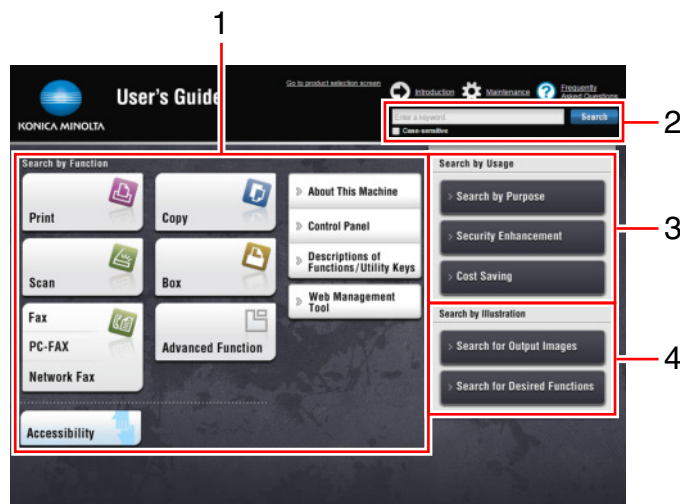 1
Go to product selection screen
Introduction
Maintenance
Frequently
Asked Questions
User's Guide
KONICA MINOLTA
Enter a keyword
Search
Case-sensitive
2
Search by Function
Print
Copy
Scan
Box
Fax
PC-FAX
Network Fax
Advanced Function
Accessibility
About This Machine
Control Panel
Descriptions of
Functions/Utility Keys
Web Management
Tool
Search by Usage
Search by Purpose
Security Enhancement
Cost Saving
3
Search by Illustration
Search for Output Images
Search for Desired Functions
4